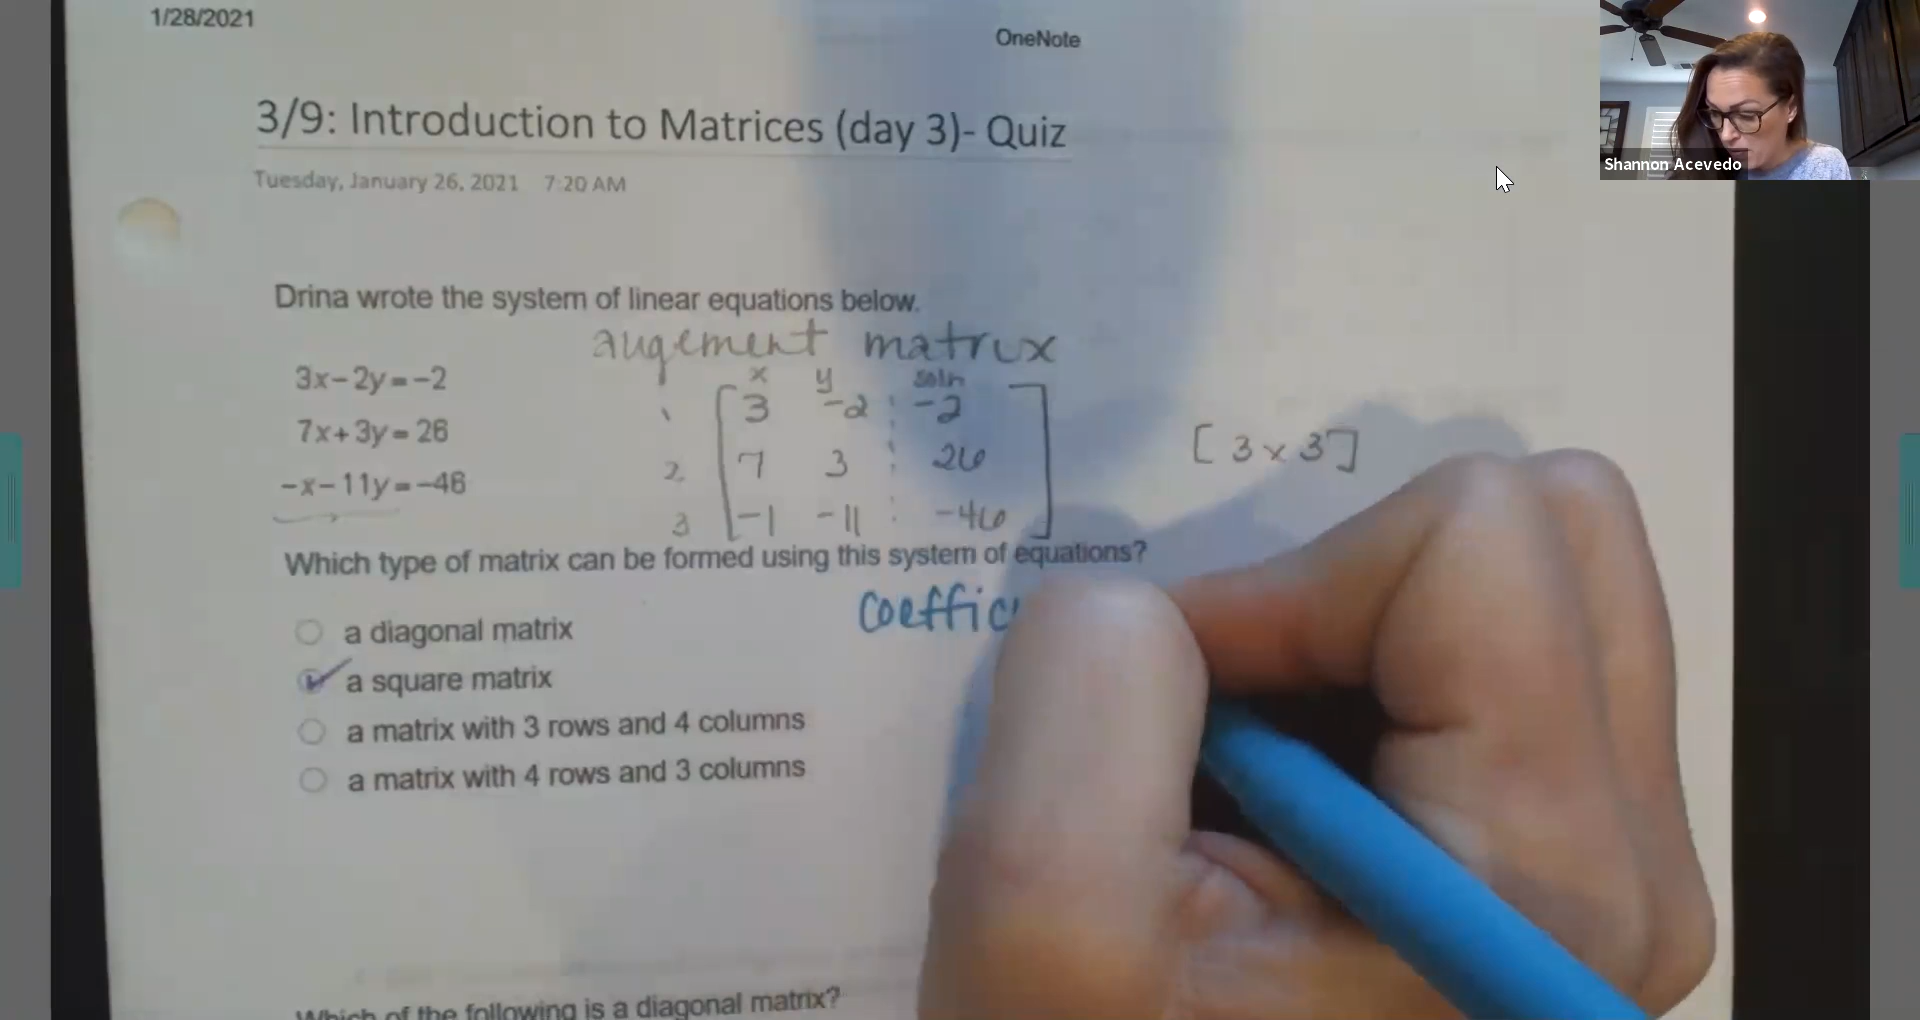 1/28/2021
OneNote
Shannon Acevedo
3/9: Introduction to Matrices (day 3)- Quiz
Tuesday, January 26, 2021 7:20 AM
Drina wrote the system of linear equations below.
augement matrix
3x-2y=-2
7x+3y=26
-x-11y=-46
x y soln
1 [ 3 -2 -2 ]
2 7 3 26
3 -1 -11 -46
[ 3 x 3 ]
Which type of matrix can be formed using this system of equations?
coeffic
a diagonal matrix
a square matrix
a matrix with 3 rows and 4 columns
a matrix with 4 rows and 3 columns
Which of the following is a diagonal matrix?